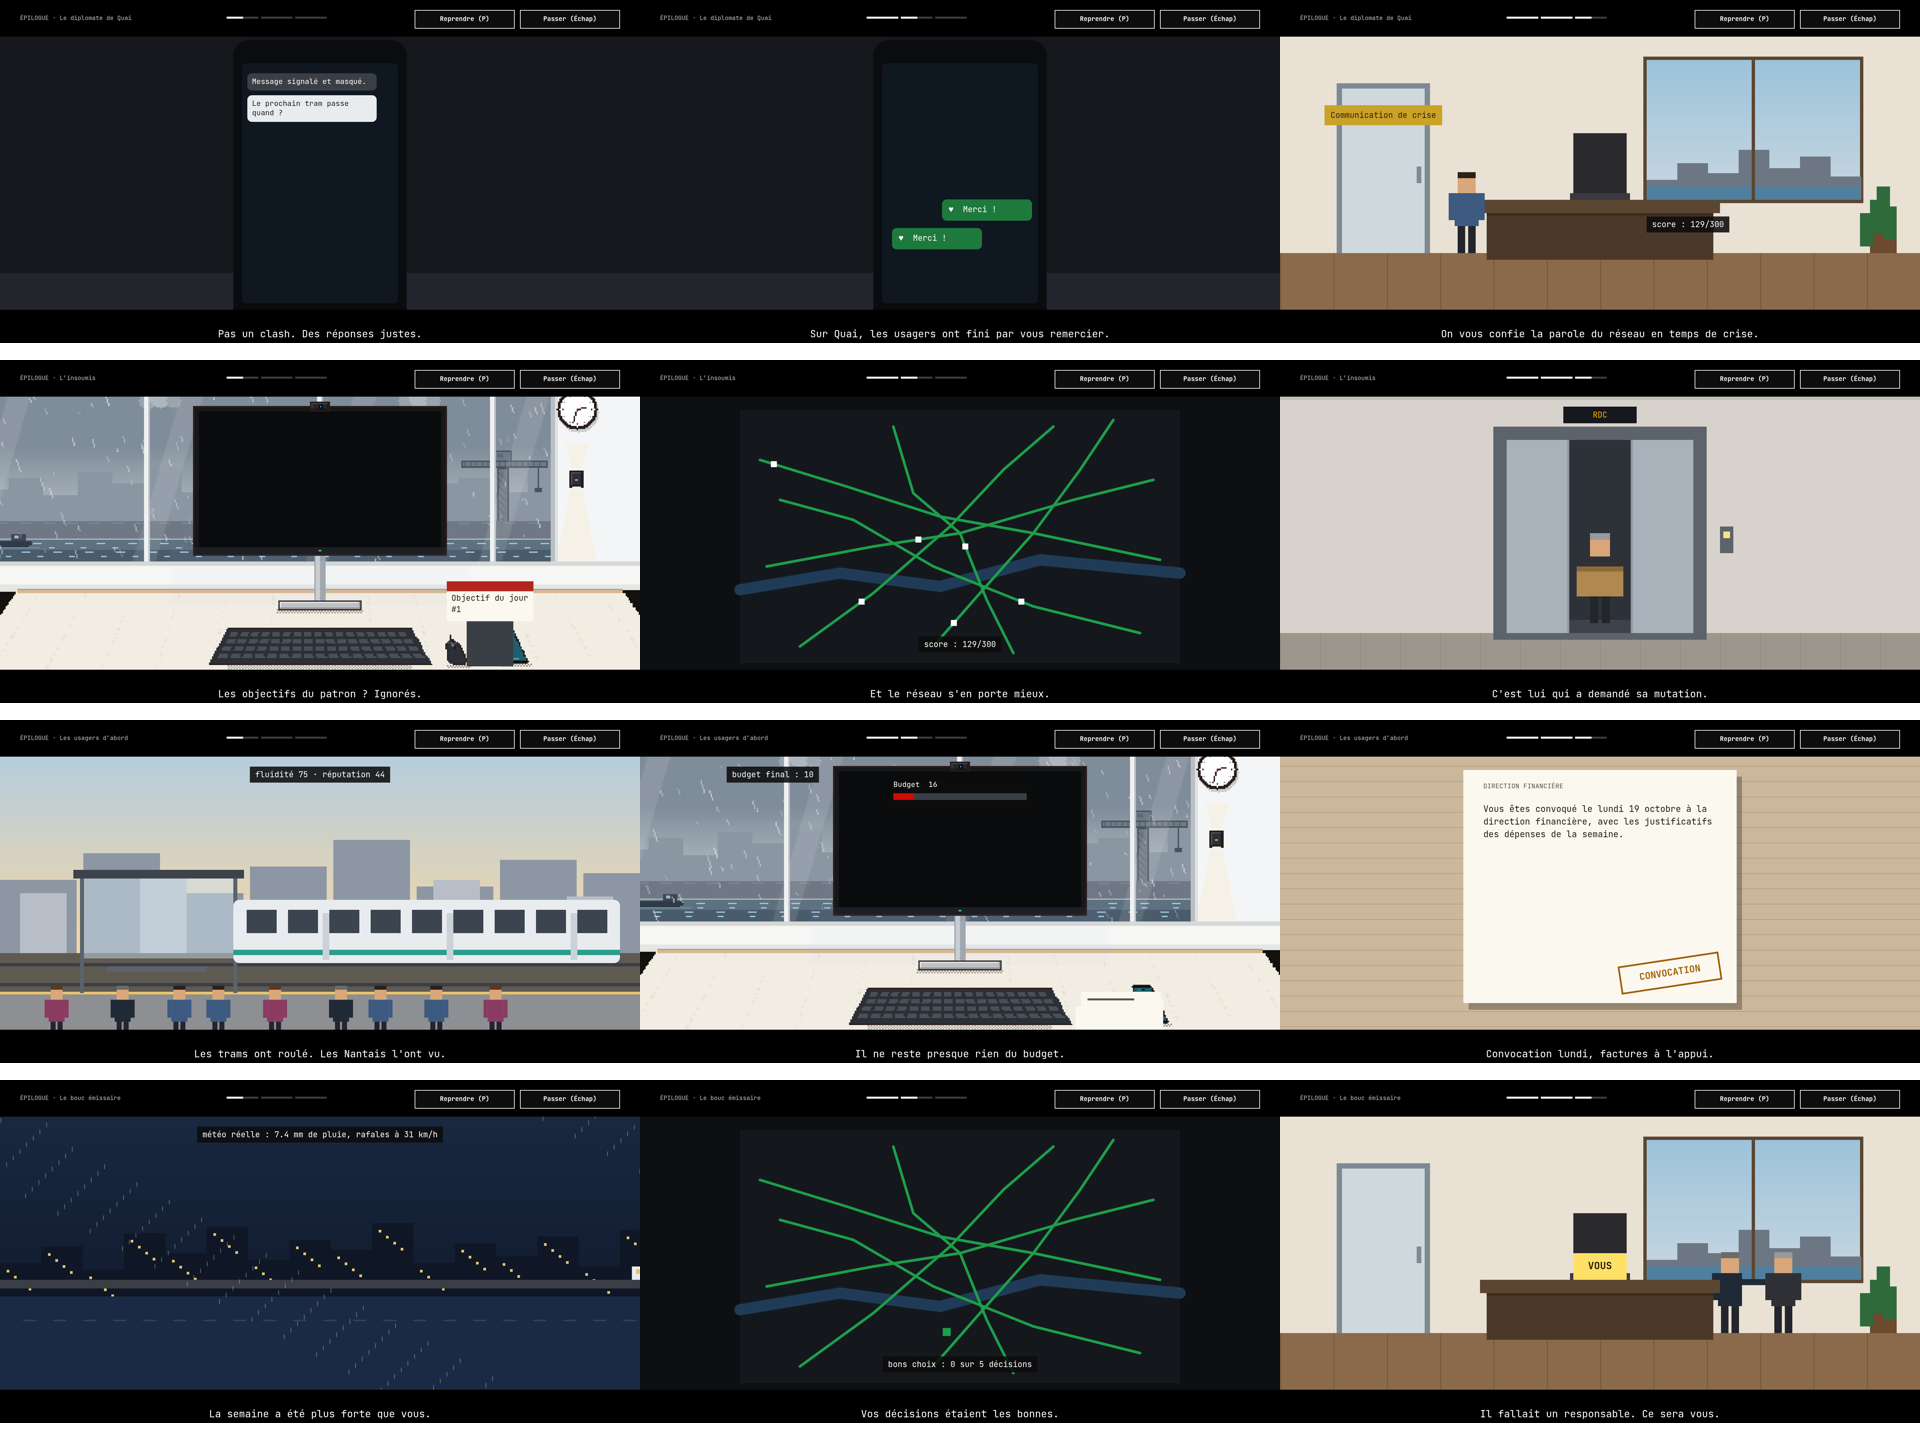 ÉPILOGUE · Le diplomate de Quai
Reprendre (P)
Passer (Échap)
Message signalé et masqué.
Le prochain tram passe
quand ?
Pas un clash. Des réponses justes.
ÉPILOGUE · Le diplomate de Quai
Reprendre (P)
Passer (Échap)
♥ Merci !
♥ Merci !
Sur Quai, les usagers ont fini par vous remercier.
ÉPILOGUE · Le diplomate de Quai
Reprendre (P)
Passer (Échap)
Communication de crise
score : 129/300
On vous confie la parole du réseau en temps de crise.
ÉPILOGUE · L'insoumis
Reprendre (P)
Passer (Échap)
Objectif du jour
#1
Les objectifs du patron ? Ignorés.
ÉPILOGUE · L'insoumis
Reprendre (P)
Passer (Échap)
score : 129/300
Et le réseau s'en porte mieux.
ÉPILOGUE · L'insoumis
Reprendre (P)
Passer (Échap)
RDC
C'est lui qui a demandé sa mutation.
ÉPILOGUE · Les usagers d'abord
Reprendre (P)
Passer (Échap)
fluidité 75 · réputation 44
Les trams ont roulé. Les Nantais l'ont vu.
ÉPILOGUE · Les usagers d'abord
Reprendre (P)
Passer (Échap)
budget final : 10
Budget 16
Il ne reste presque rien du budget.
ÉPILOGUE · Les usagers d'abord
Reprendre (P)
Passer (Échap)
DIRECTION FINANCIÈRE
Vous êtes convoqué le lundi 19 octobre à la
direction financière, avec les justificatifs
des dépenses de la semaine.
CONVOCATION
Convocation lundi, factures à l'appui.
ÉPILOGUE · Le bouc émissaire
Reprendre (P)
Passer (Échap)
météo réelle : 7.4 mm de pluie, rafales à 31 km/h
La semaine a été plus forte que vous.
ÉPILOGUE · Le bouc émissaire
Reprendre (P)
Passer (Échap)
bons choix : 0 sur 5 décisions
Vos décisions étaient les bonnes.
ÉPILOGUE · Le bouc émissaire
Reprendre (P)
Passer (Échap)
VOUS
Il fallait un responsable. Ce sera vous.